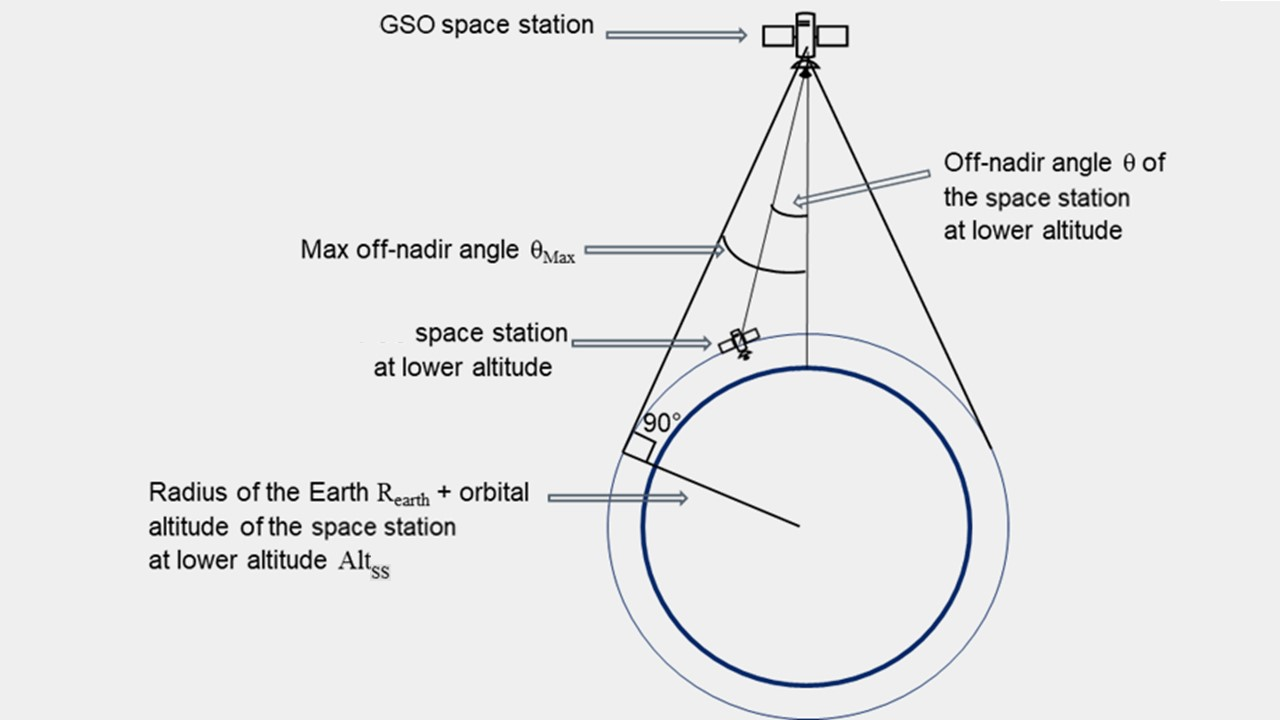 GSO space station
Off-nadir angle θ of
the space station
at lower altitude
Max off-nadir angle θMax
space station
at lower altitude
90°
Radius of the Earth Rearth + orbital
altitude of the space station
at lower altitude AltSS